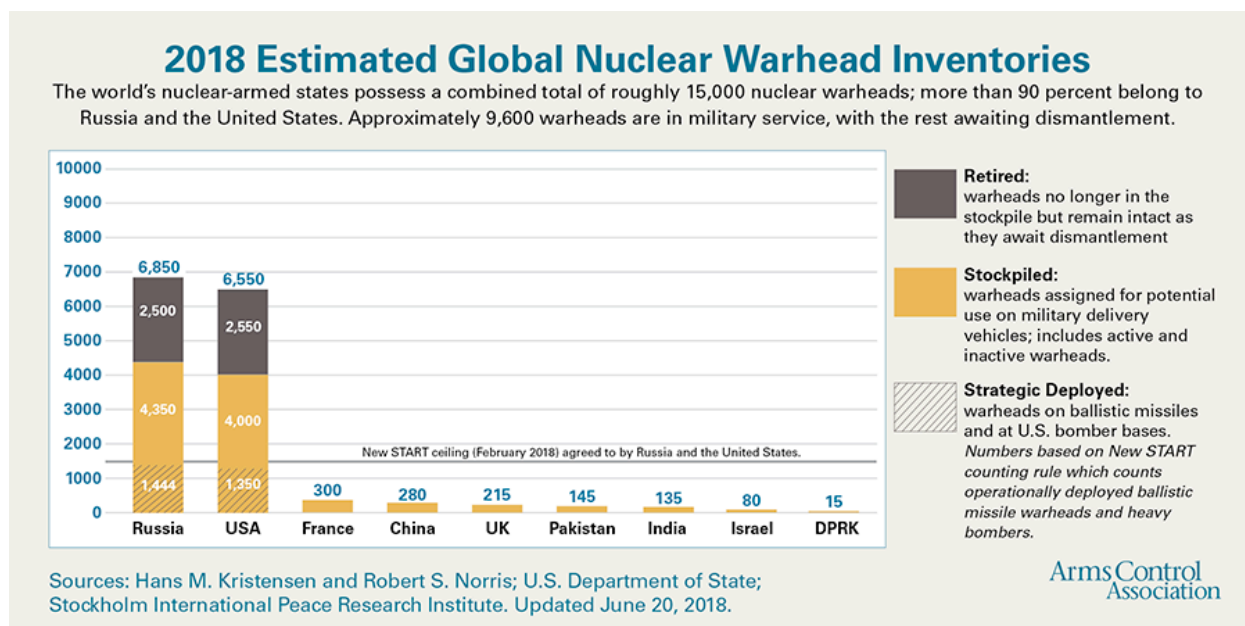 2018 Estimated Global Nuclear Warhead Inventories
The world's nuclear-armed states possess a combined total of roughly 15,000 nuclear warheads; more than 90 percent belong to
Russia and the United States. Approximately 9,600 warheads are in military service, with the rest awaiting dismantlement.
10000
9000
8000
7000
6000
5000
4000
3000
2000
1000
0
6,850
2,500
4,350
1,444
6,550
2,550
4,000
1,350
New START ceiling (February 2018) agreed to by Russia and the United States.
300
280
215
145
135
80
15
Russia
USA
France
China
UK
Pakistan
India
Israel
DPRK
Retired:
warheads no longer in the
stockpile but remain intact as
they await dismantlement
Stockpiled:
warheads assigned for potential
use on military delivery
vehicles; includes active and
inactive warheads.
Strategic Deployed:
warheads on ballistic missiles
and at U.S. bomber bases.
Numbers based on New START
counting rule which counts
operationally deployed ballistic
missile warheads and heavy
bombers.
Sources: Hans M. Kristensen and Robert S. Norris; U.S. Department of State;
Stockholm International Peace Research Institute. Updated June 20, 2018.
Arms Control
Association